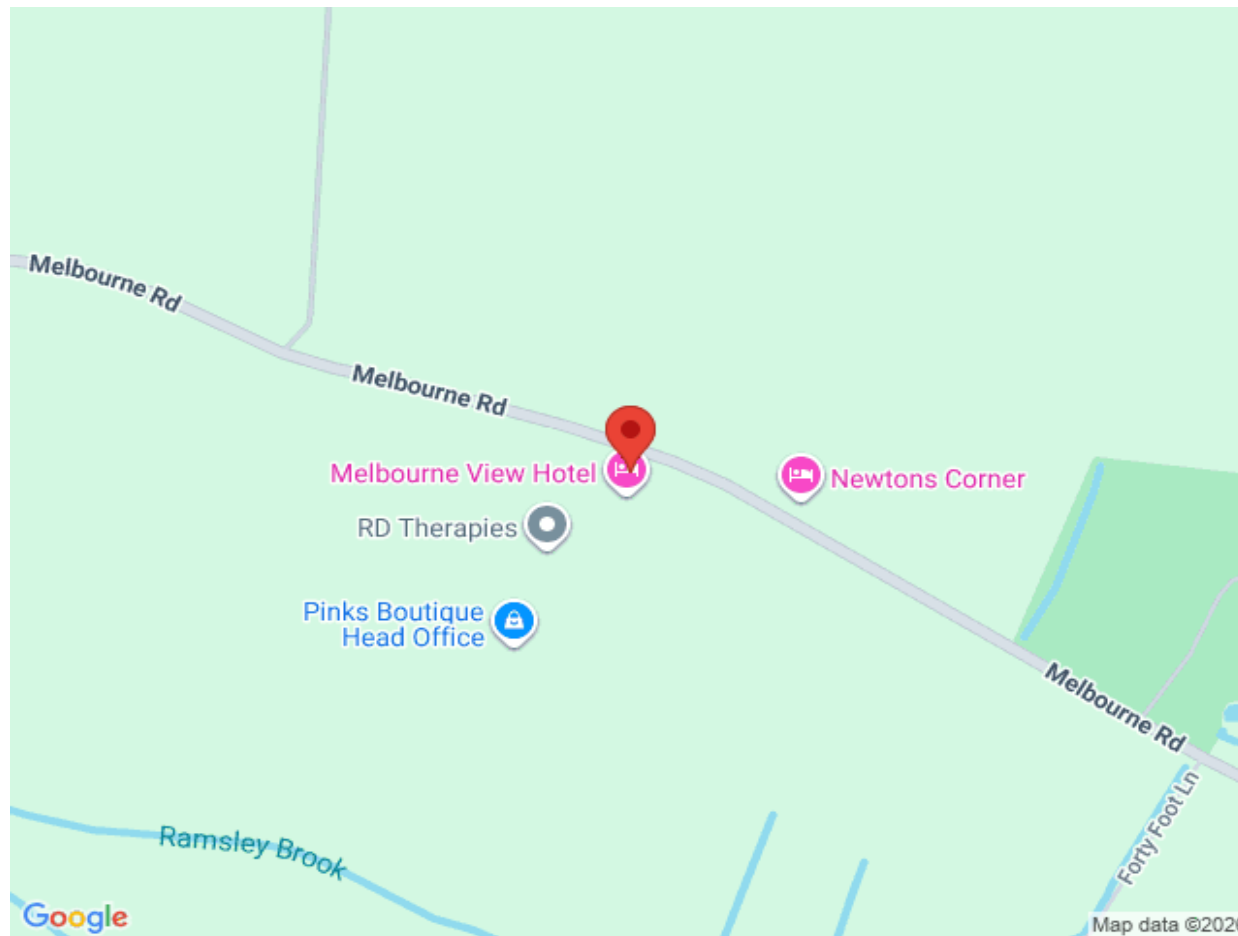 Melbourne Rd
Melbourne Rd
Melbourne View Hotel
Newtons Corner
RD Therapies
Pinks Boutique
Head Office
Melbourne Rd
Forty Foot Ln
Ramsley Brook
Google
Map data ©202